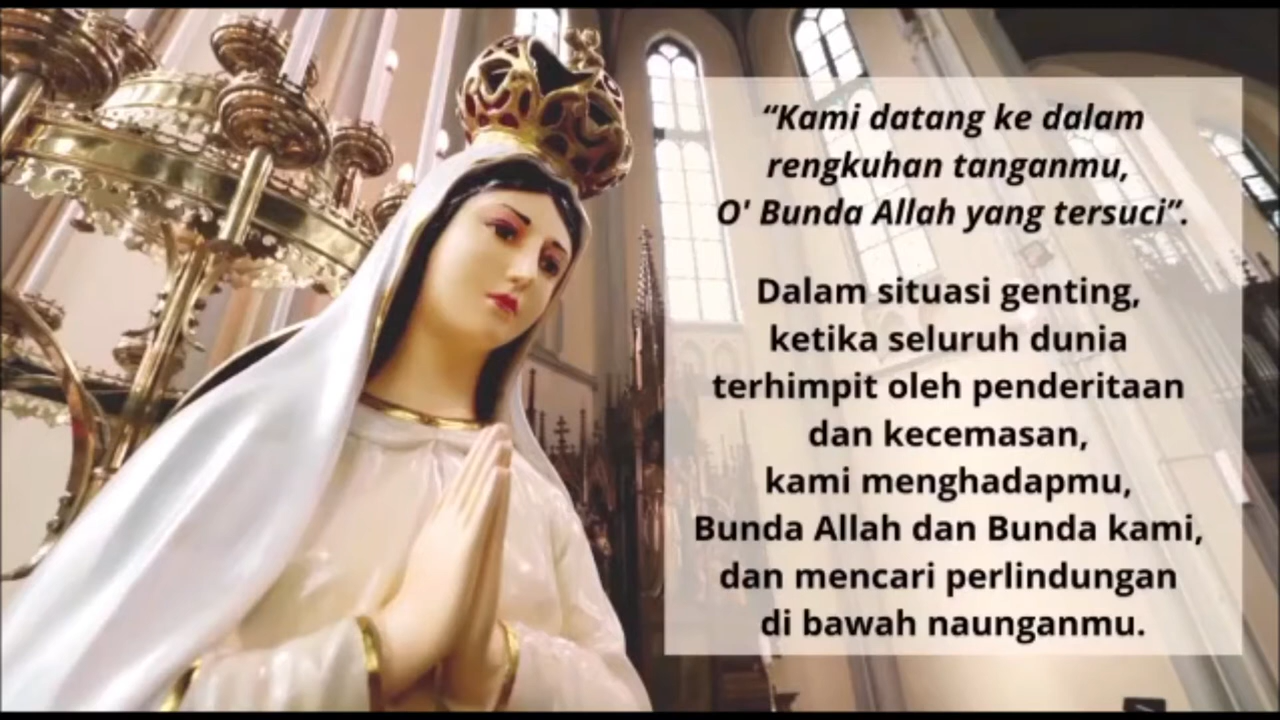 “Kami datang ke dalam
rengkuhan tanganmu,
O' Bunda Allah yang tersuci”.
Dalam situasi genting,
ketika seluruh dunia
terhimpit oleh penderitaan
dan kecemasan,
kami menghadapmu,
Bunda Allah dan Bunda kami,
dan mencari perlindungan
di bawah naunganmu.